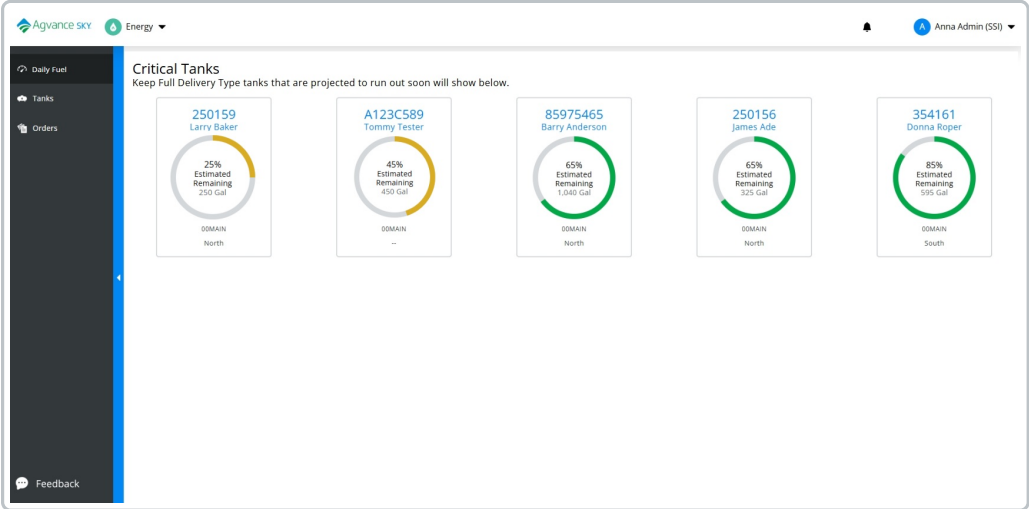 Agvance SKY
Energy
Anna Admin (SSI)
A
Daily Fuel
Tanks
Orders
Feedback
Critical Tanks
Keep Full Delivery Type tanks that are projected to run out soon will show below.
250159
Larry Baker
25%
Estimated
Remaining
250 Gal
00MAIN
North
A123C589
Tommy Tester
45%
Estimated
Remaining
450 Gal
00MAIN
--
85975465
Barry Anderson
65%
Estimated
Remaining
1,040 Gal
00MAIN
North
250156
James Ade
65%
Estimated
Remaining
325 Gal
00MAIN
North
354161
Donna Roper
85%
Estimated
Remaining
595 Gal
00MAIN
South